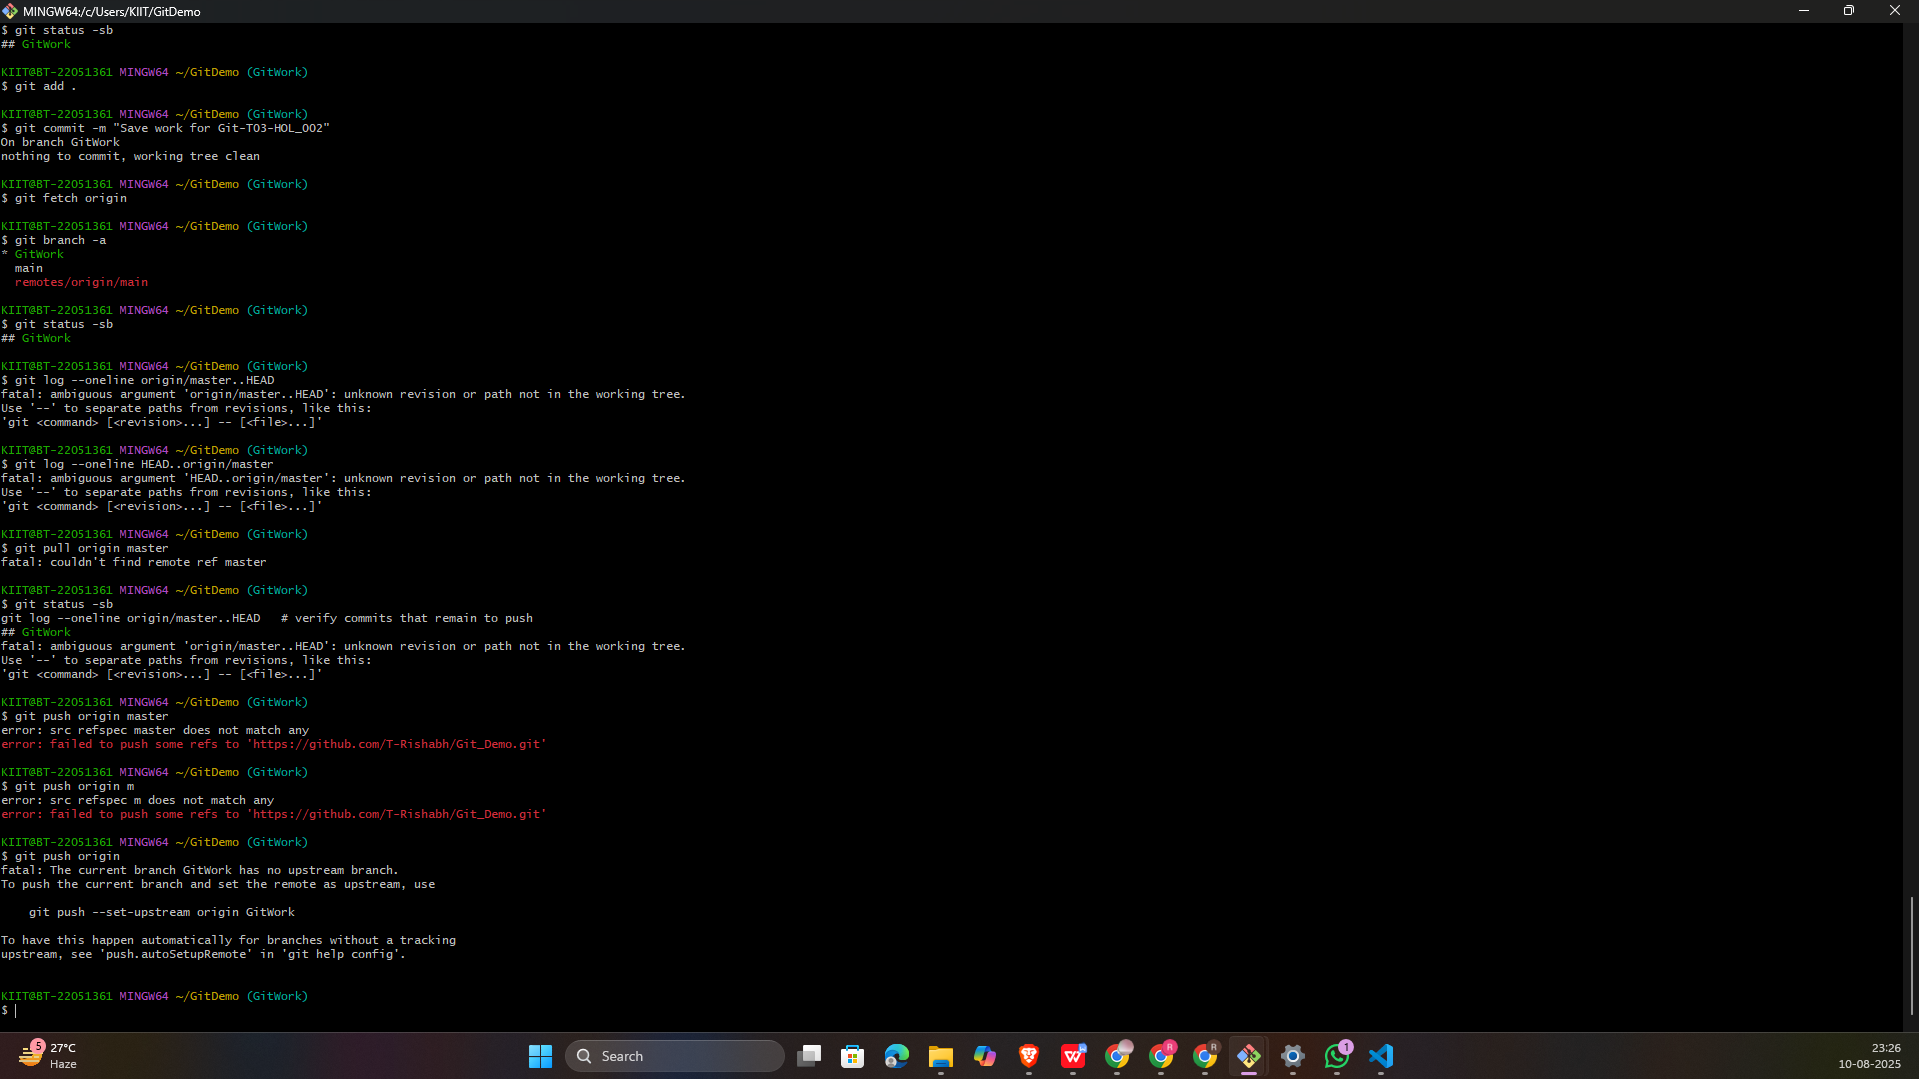 MINGW64:/c/Users/KIIT/GitDemo
$ git status -sb
## GitWork
KIIT@BT-22051361 MINGW64 ~/GitDemo (GitWork)
$ git add .
KIIT@BT-22051361 MINGW64 ~/GitDemo (GitWork)
$ git commit -m "Save work for Git-T03-HOL_002"
On branch GitWork
nothing to commit, working tree clean
KIIT@BT-22051361 MINGW64 ~/GitDemo (GitWork)
$ git fetch origin
KIIT@BT-22051361 MINGW64 ~/GitDemo (GitWork)
$ git branch -a
* GitWork
main
remotes/origin/main
KIIT@BT-22051361 MINGW64 ~/GitDemo (GitWork)
$ git status -sb
## GitWork
KIIT@BT-22051361 MINGW64 ~/GitDemo (GitWork)
$ git log --oneline origin/master..HEAD
fatal: ambiguous argument 'origin/master..HEAD': unknown revision or path not in the working tree.
Use '--' to separate paths from revisions, like this:
'git <command> [<revision>...] -- [<file>...]'
KIIT@BT-22051361 MINGW64 ~/GitDemo (GitWork)
$ git log --oneline HEAD..origin/master
fatal: ambiguous argument 'HEAD..origin/master': unknown revision or path not in the working tree.
Use '--' to separate paths from revisions, like this:
'git <command> [<revision>...] -- [<file>...]'
KIIT@BT-22051361 MINGW64 ~/GitDemo (GitWork)
$ git pull origin master
fatal: couldn't find remote ref master
KIIT@BT-22051361 MINGW64 ~/GitDemo (GitWork)
$ git status -sb
git log --oneline origin/master..HEAD   # verify commits that remain to push
## GitWork
fatal: ambiguous argument 'origin/master..HEAD': unknown revision or path not in the working tree.
Use '--' to separate paths from revisions, like this:
'git <command> [<revision>...] -- [<file>...]'
KIIT@BT-22051361 MINGW64 ~/GitDemo (GitWork)
$ git push origin master
error: src refspec master does not match any
error: failed to push some refs to 'https://github.com/T-Rishabh/Git_Demo.git'
KIIT@BT-22051361 MINGW64 ~/GitDemo (GitWork)
$ git push origin m
error: src refspec m does not match any
error: failed to push some refs to 'https://github.com/T-Rishabh/Git_Demo.git'
KIIT@BT-22051361 MINGW64 ~/GitDemo (GitWork)
$ git push origin
fatal: The current branch GitWork has no upstream branch.
To push the current branch and set the remote as upstream, use
git push --set-upstream origin GitWork
To have this happen automatically for branches without a tracking
upstream, see 'push.autoSetupRemote' in 'git help config'.
KIIT@BT-22051361 MINGW64 ~/GitDemo (GitWork)
$
5
27°C
Haze
Search
W
R
R
1
23:26
10-08-2025